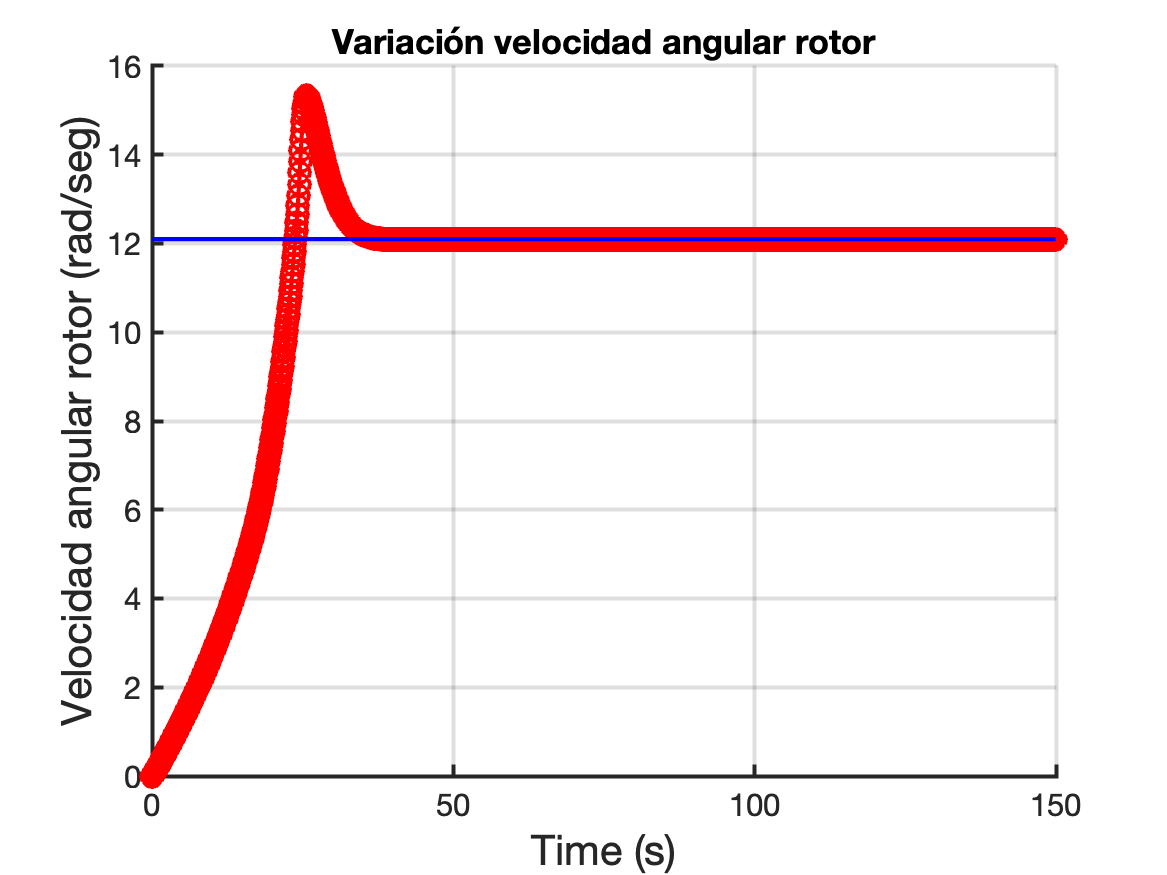 Variación velocidad angular rotor
Velocidad angular rotor (rad/seg)
16
14
12
10
8
6
4
2
0
0 50 100 150
Time (s)